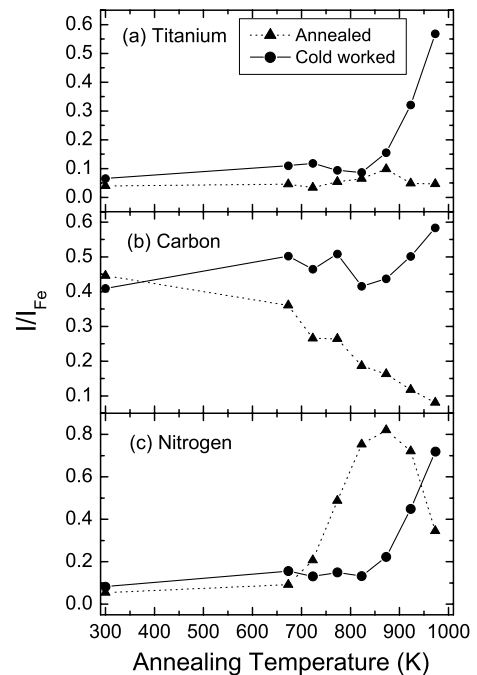 (a) Titanium
Annealed
Cold worked
0.6
0.5
0.4
0.3
0.2
0.1
0.0
(b) Carbon
0.6
0.5
0.4
0.3
0.2
0.1
I/I_Fe
(c) Nitrogen
0.8
0.6
0.4
0.2
0.0
300 400 500 600 700 800 900 1000
Annealing Temperature (K)